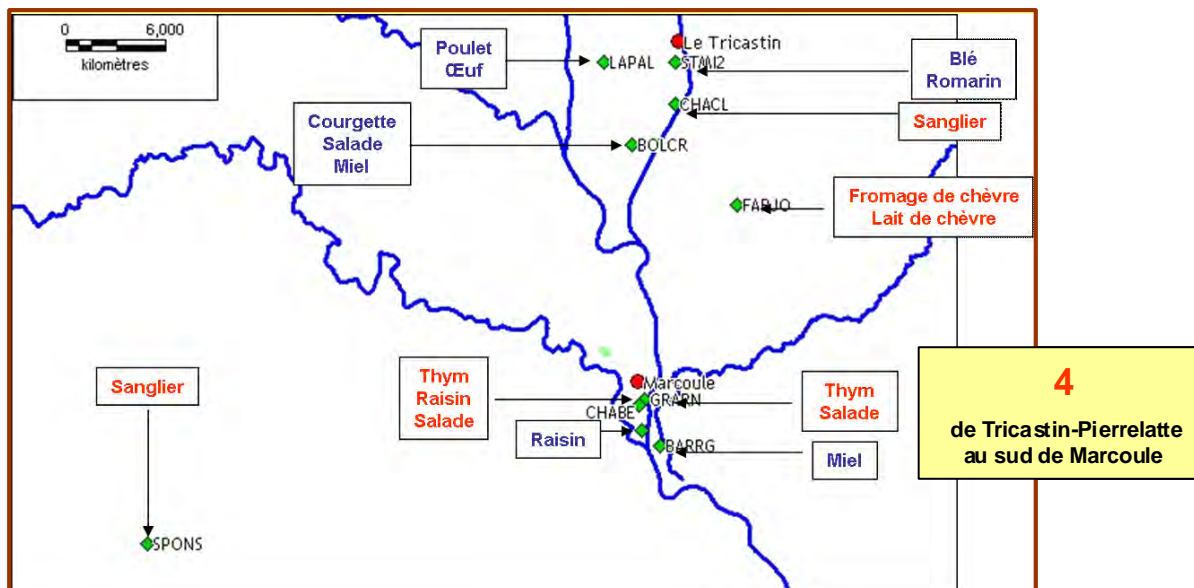 0 6,000
kilomètres
Poulet
Œuf
LAPAL
Le Tricastin
STMI2
Blé
Romarin
CHACL
Sanglier
Courgette
Salade
Miel
BOLCR
FARJO
Fromage de chèvre
Lait de chèvre
Sanglier
Thym
Raisin
Salade
Marcoule
GRARN
CHABE
Thym
Salade
Raisin
BARRG
Miel
4
de Tricastin-Pierrelatte
au sud de Marcoule
SPONS